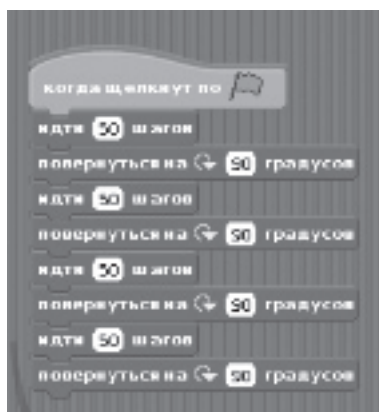 когда щелкнут по
идти 50 шагов
повернуться на 90 градусов
идти 50 шагов
повернуться на 90 градусов
идти 50 шагов
повернуться на 90 градусов
идти 50 шагов
повернуться на 90 градусов